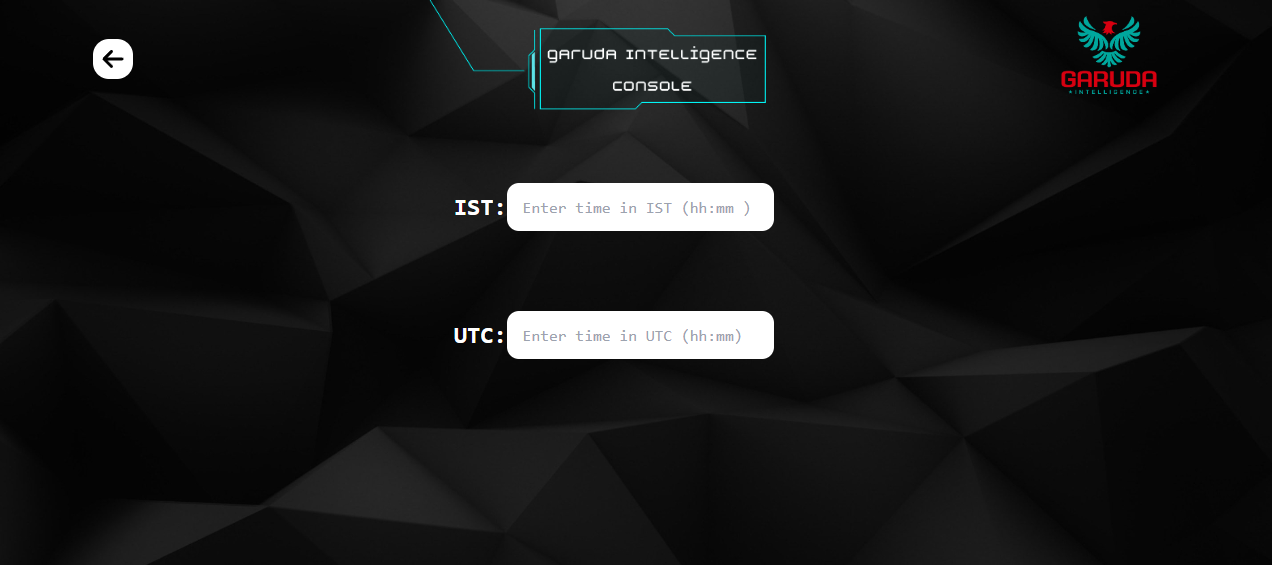 garuda INTELLIGENCE
CONSOLE
GARUDA
INTELLIGENCE
IST: Enter time in IST (hh:mm )
UTC: Enter time in UTC (hh:mm)